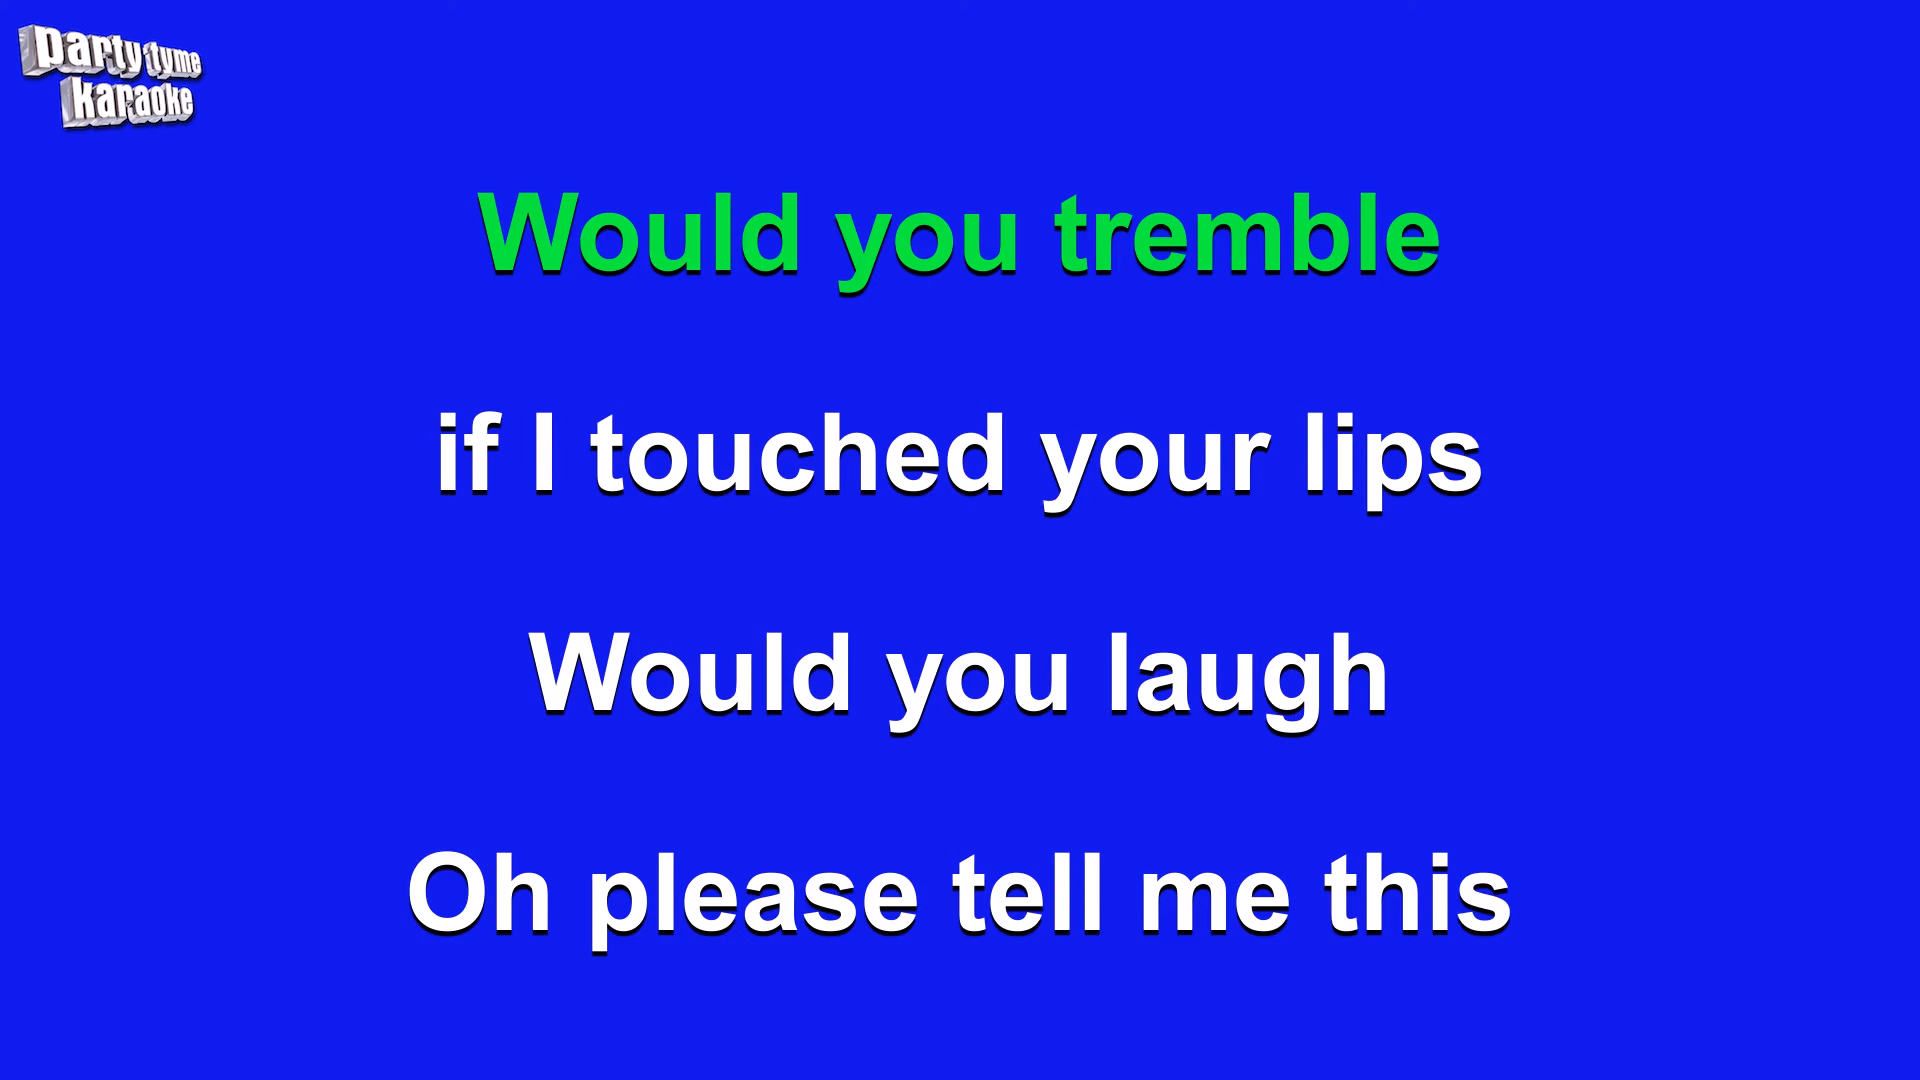 party tyme
karaoke
Would you tremble
if I touched your lips
Would you laugh
Oh please tell me this